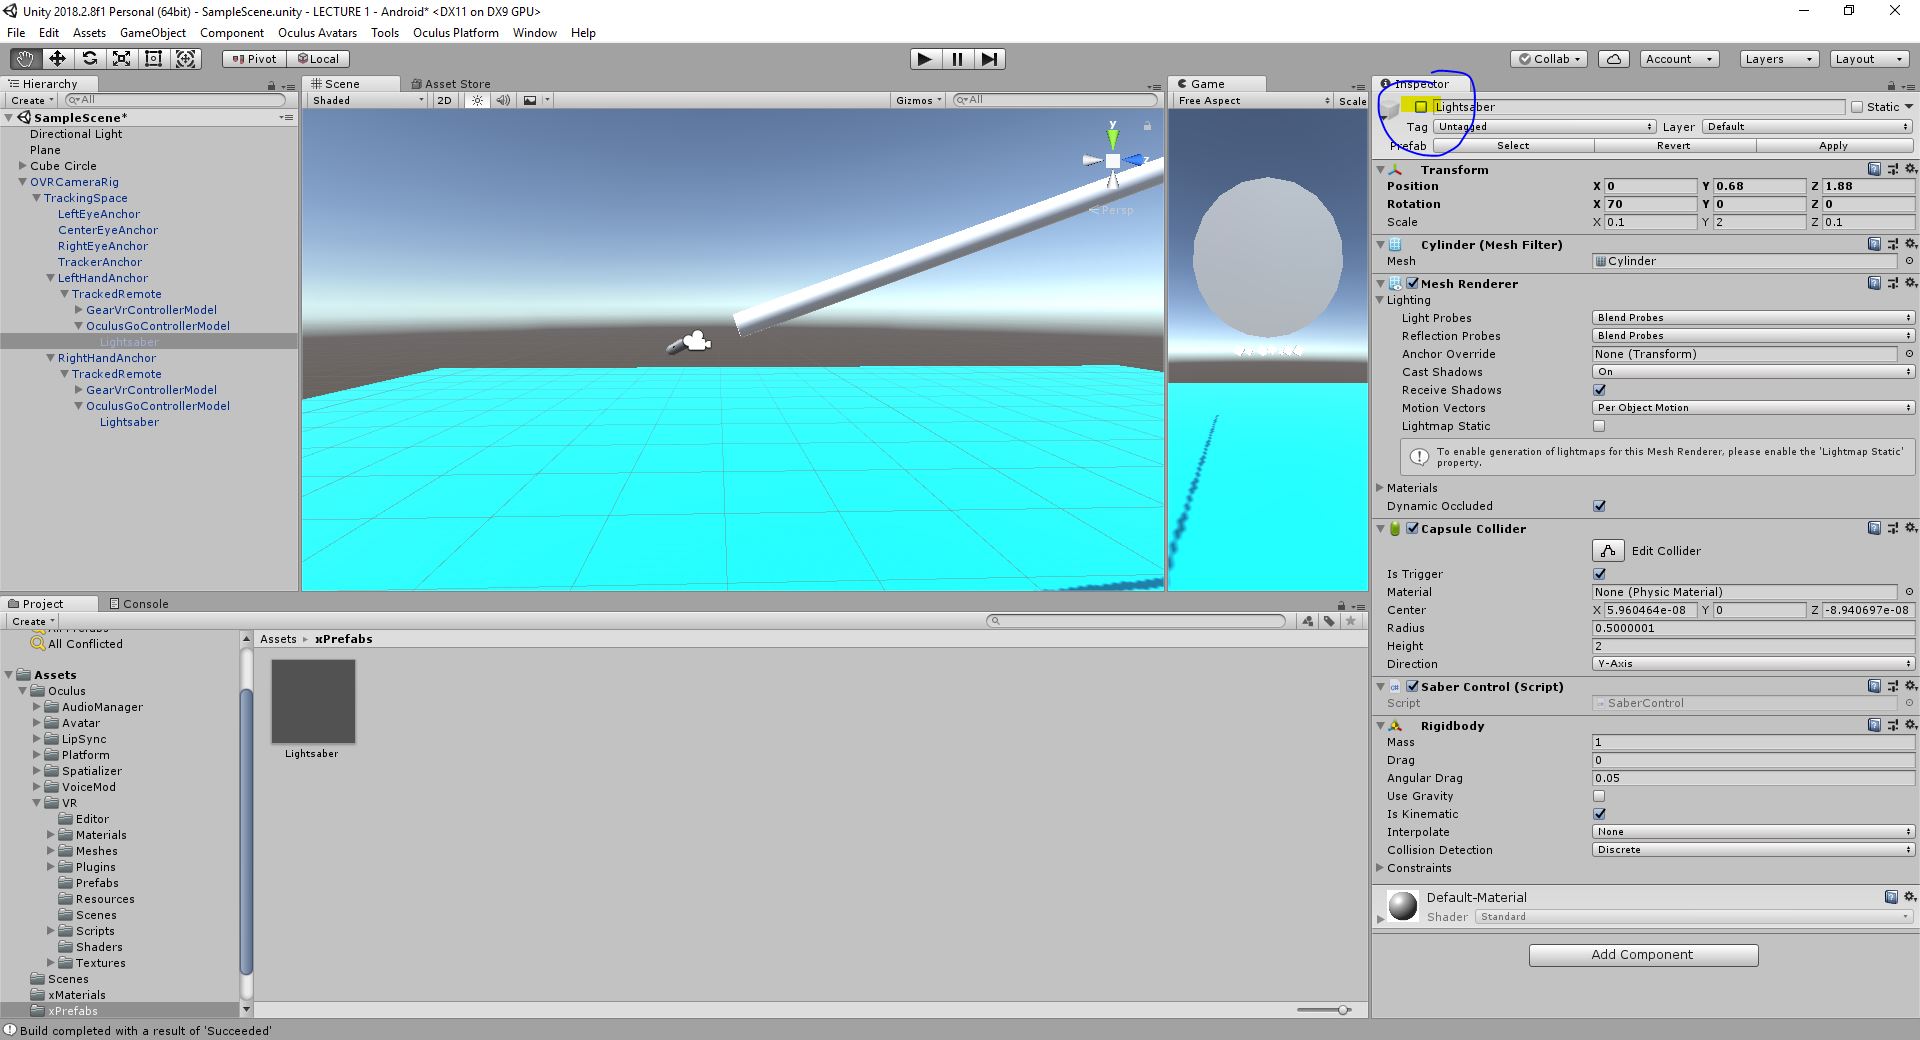 Unity 2018.2.8f1 Personal (64bit) - SampleScene.unity - LECTURE 1 - Android* <DX11 on DX9 GPU>
File Edit Assets GameObject Component Oculus Avatars Tools Oculus Platform Window Help
Pivot Local Collab Account Layers Layout
Hierarchy
Create All
SampleScene*
Directional Light
Plane
Cube Circle
OVRCameraRig
TrackingSpace
LeftEyeAnchor
CenterEyeAnchor
RightEyeAnchor
TrackerAnchor
LeftHandAnchor
TrackedRemote
GearVrControllerModel
OculusGoControllerModel
Lightsaber
RightHandAnchor
TrackedRemote
GearVrControllerModel
OculusGoControllerModel
Lightsaber
Scene Asset Store
Shaded 2D Gizmos All
y
z
Persp
Game
Free Aspect Scale
Inspector
Lightsaber Static
Tag Untagged Layer Default
Prefab Select Revert Apply
Transform
Position X 0 Y 0.68 Z 1.88
Rotation X 70 Y 0 Z 0
Scale X 0.1 Y 2 Z 0.1
Cylinder (Mesh Filter)
Mesh Cylinder
Mesh Renderer
Lighting
Light Probes Blend Probes
Reflection Probes Blend Probes
Anchor Override None (Transform)
Cast Shadows On
Receive Shadows
Motion Vectors Per Object Motion
Lightmap Static
To enable generation of lightmaps for this Mesh Renderer, please enable the 'Lightmap Static'
property.
Materials
Dynamic Occluded
Capsule Collider
Edit Collider
Is Trigger
Material None (Physic Material)
Center X 5.960464e-08 Y 0 Z -8.940697e-08
Radius 0.5000001
Height 2
Direction Y-Axis
Saber Control (Script)
Script SaberControl
Rigidbody
Mass 1
Drag 0
Angular Drag 0.05
Use Gravity
Is Kinematic
Interpolate None
Collision Detection Discrete
Constraints
Default-Material
Shader Standard
Add Component
Project Console
Create
All Conflicted
Assets
Oculus
AudioManager
Avatar
LipSync
Platform
Spatializer
VoiceMod
VR
Editor
Materials
Meshes
Plugins
Prefabs
Resources
Scenes
Scripts
Shaders
Textures
Scenes
xMaterials
xPrefabs
Assets xPrefabs
Lightsaber
Build completed with a result of 'Succeeded'